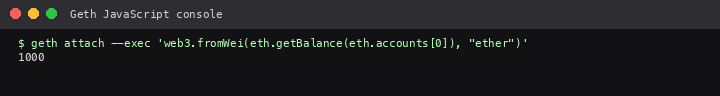 Geth JavaScript console
$ geth attach --exec 'web3.fromWei(eth.getBalance(eth.accounts[0]), "ether")'
1000